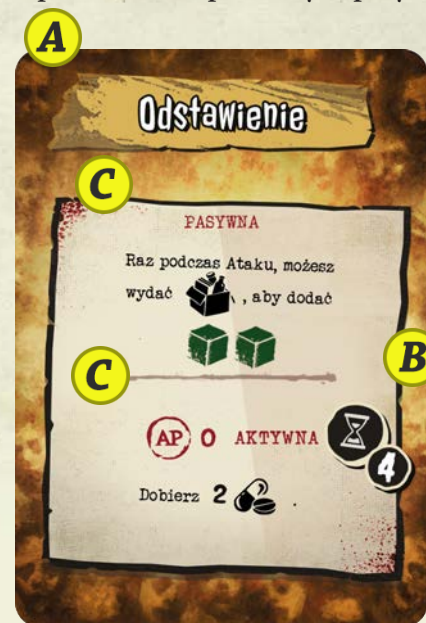 A
Odstawienie
C
PASYWNA
Raz podczas Ataku, możesz
wydać , aby dodać
B
C
AP 0 AKTYWNA
4
Dobierz 2 .